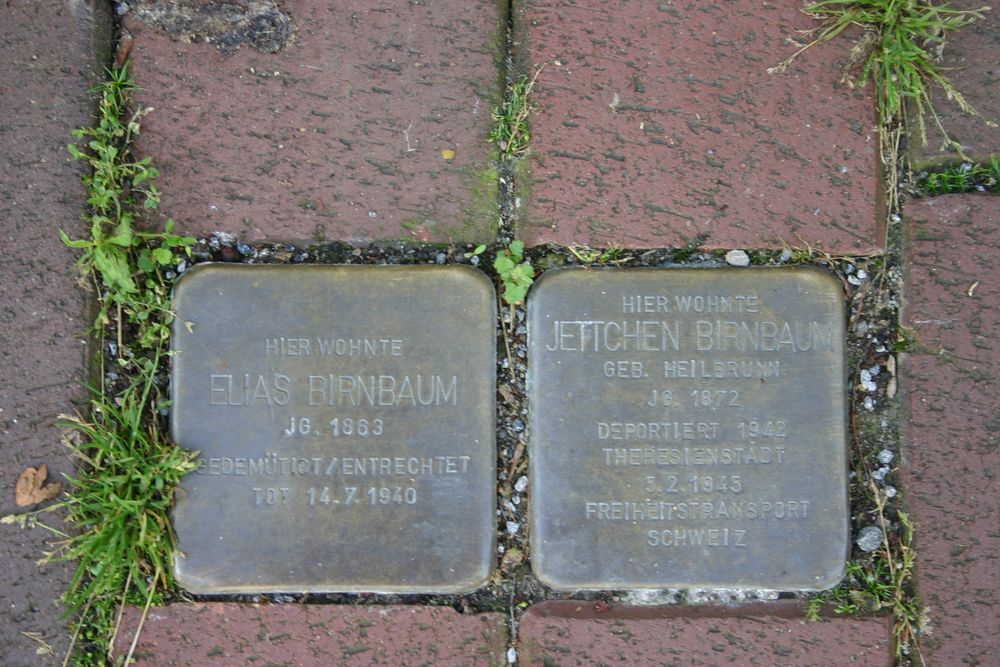 HIER WOHNTE
ELIAS BIRNBAUM
JG. 1863
GEDEMÜTIGT/ENTRECHTET
TOT 14.7.1940
HIER WOHNTE
JETTCHEN BIRNBAUM
GEB. HEILBRUNN
JG. 1872
DEPORTIERT 1942
THERESIENSTADT
5.2.1945
FREIHEITSTRANSPORT
SCHWEIZ